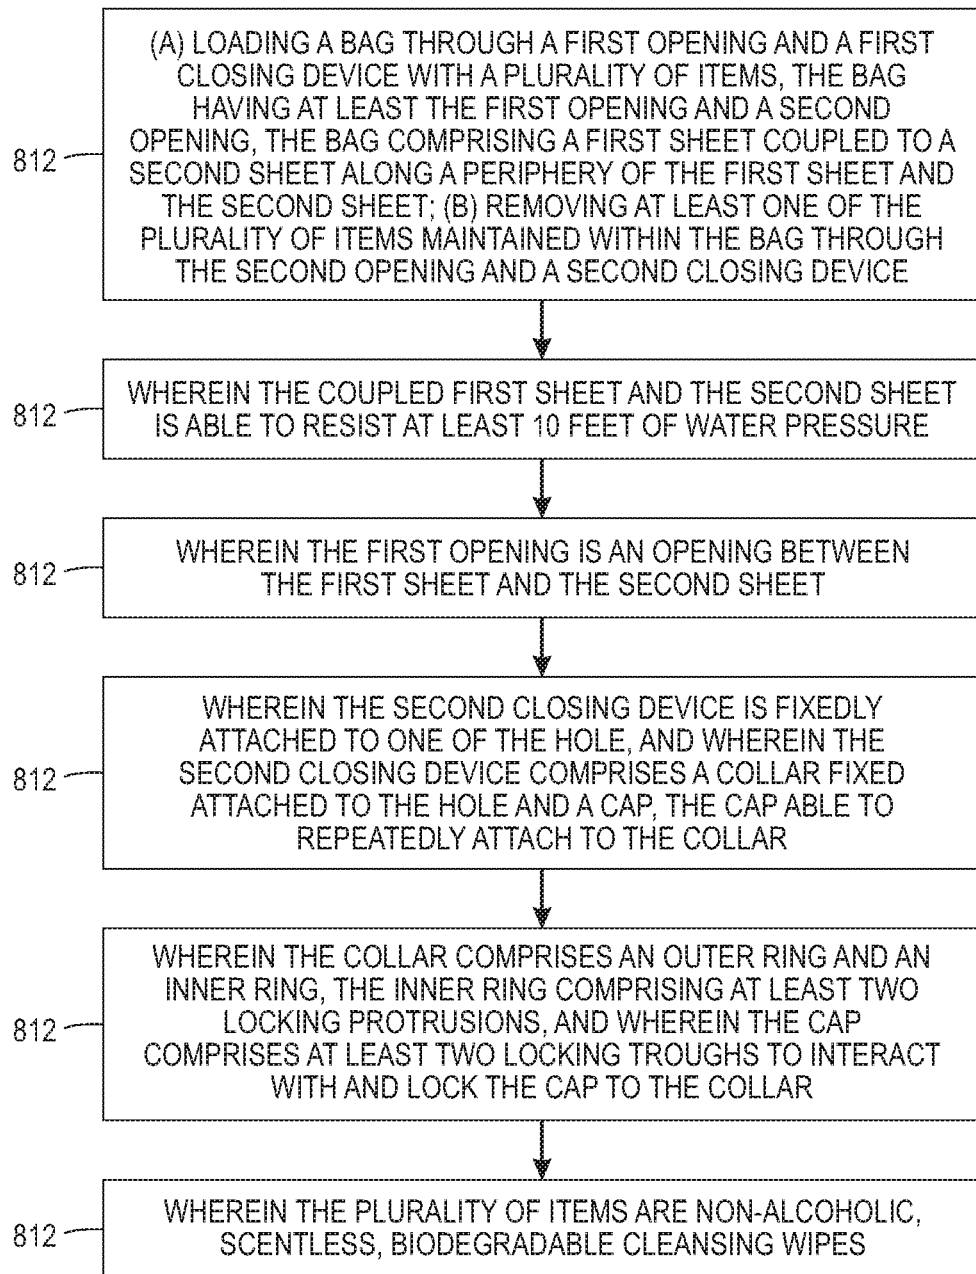 (A) LOADING A BAG THROUGH A FIRST OPENING AND A FIRST
CLOSING DEVICE WITH A PLURALITY OF ITEMS, THE BAG
HAVING AT LEAST THE FIRST OPENING AND A SECOND
OPENING, THE BAG COMPRISING A FIRST SHEET COUPLED TO A
SECOND SHEET ALONG A PERIPHERY OF THE FIRST SHEET AND
THE SECOND SHEET; (B) REMOVING AT LEAST ONE OF THE
PLURALITY OF ITEMS MAINTAINED WITHIN THE BAG THROUGH
THE SECOND OPENING AND A SECOND CLOSING DEVICE
812
WHEREIN THE COUPLED FIRST SHEET AND THE SECOND SHEET
IS ABLE TO RESIST AT LEAST 10 FEET OF WATER PRESSURE
812
WHEREIN THE FIRST OPENING IS AN OPENING BETWEEN
THE FIRST SHEET AND THE SECOND SHEET
812
WHEREIN THE SECOND CLOSING DEVICE IS FIXEDLY
ATTACHED TO ONE OF THE HOLE, AND WHEREIN THE
SECOND CLOSING DEVICE COMPRISES A COLLAR FIXED
ATTACHED TO THE HOLE AND A CAP, THE CAP ABLE TO
REPEATEDLY ATTACH TO THE COLLAR
812
WHEREIN THE COLLAR COMPRISES AN OUTER RING AND AN
INNER RING, THE INNER RING COMPRISING AT LEAST TWO
LOCKING PROTRUSIONS, AND WHEREIN THE CAP
COMPRISES AT LEAST TWO LOCKING TROUGHS TO INTERACT
WITH AND LOCK THE CAP TO THE COLLAR
812
WHEREIN THE PLURALITY OF ITEMS ARE NON-ALCOHOLIC,
SCENTLESS, BIODEGRADABLE CLEANSING WIPES
812